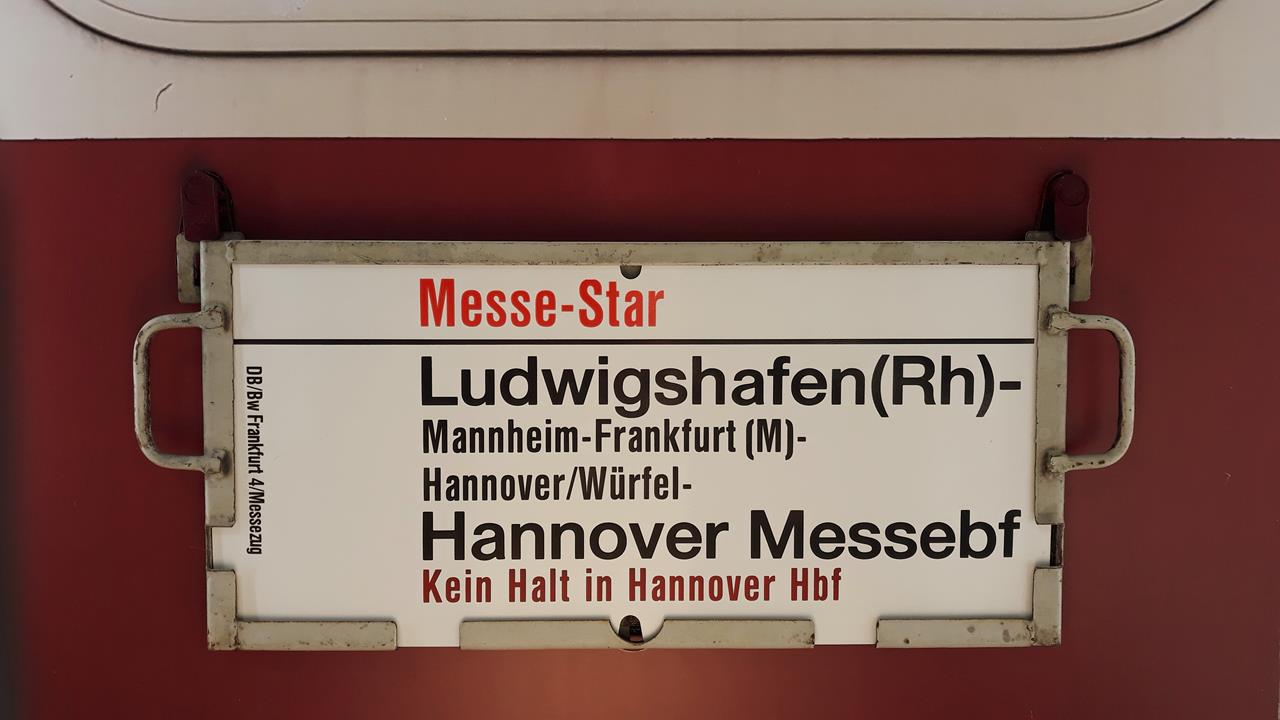 Messe-Star
Ludwigshafen(Rh)-
Mannheim-Frankfurt (M)-
Hannover/Würfel-
Hannover Messebf
Kein Halt in Hannover Hbf
DB/Bw Frankfurt 4/Messezug